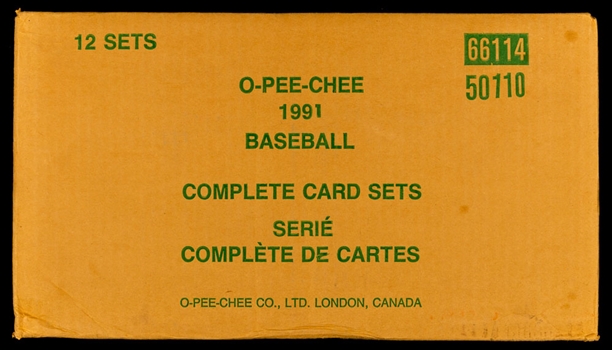 12 SETS
66114
50110
O-PEE-CHEE
1991
BASEBALL
COMPLETE CARD SETS
SERIÉ
COMPLÈTE DE CARTES
O-PEE-CHEE CO., LTD. LONDON, CANADA